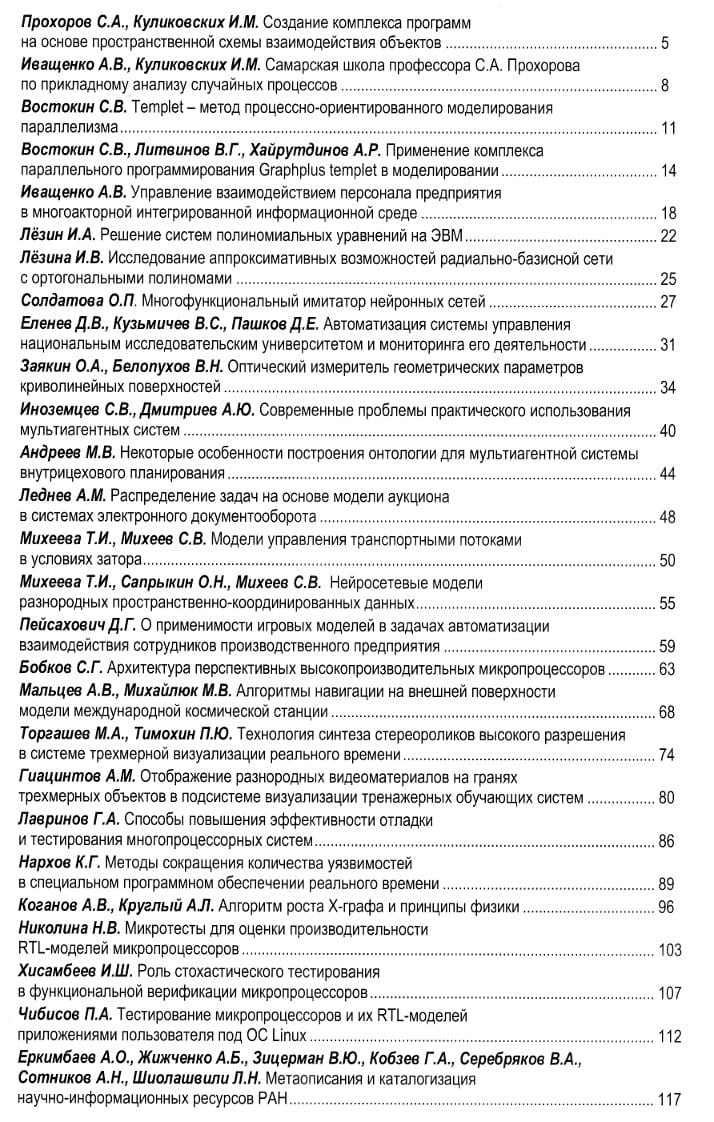 Прохоров С.А., Куликовских И.М. Создание комплекса программ
на основе пространственной схемы взаимодействия объектов ........ 5
Иващенко А.В., Куликовских И.М. Самарская школа профессора С.А. Прохорова
по прикладному анализу случайных процессов ........ 8
Востокин С.В. Templet – метод процессно-ориентированного моделирования
параллелизма ........ 11
Востокин С.В., Литвинов В.Г., Хайрутдинов А.Р. Применение комплекса
параллельного программирования Graphplus templet в моделировании ........ 14
Иващенко А.В. Управление взаимодействием персонала предприятия
в многоакторной интегрированной информационной среде ........ 18
Лёзин И.А. Решение систем полиномиальных уравнений на ЭВМ ........ 22
Лёзина И.В. Исследование аппроксимативных возможностей радиально-базисной сети
с ортогональными полиномами ........ 25
Солдатова О.П. Многофункциональный имитатор нейронных сетей ........ 27
Еленев Д.В., Кузьмичев В.С., Пашков Д.Е. Автоматизация системы управления
национальным исследовательским университетом и мониторинга его деятельности ........ 31
Заякин О.А., Белопухов В.Н. Оптический измеритель геометрических параметров
криволинейных поверхностей ........ 34
Иноземцев С.В., Дмитриев А.Ю. Современные проблемы практического использования
мультиагентных систем ........ 40
Андреев М.В. Некоторые особенности построения онтологии для мультиагентной системы
внутрицехового планирования ........ 44
Леднев А.М. Распределение задач на основе модели аукциона
в системах электронного документооборота ........ 48
Михеева Т.И., Михеев С.В. Модели управления транспортными потоками
в условиях затора ........ 50
Михеева Т.И., Сапрыкин О.Н., Михеев С.В. Нейросетевые модели
разнородных пространственно-координированных данных ........ 55
Пейсахович Д.Г. О применимости игровых моделей в задачах автоматизации
взаимодействия сотрудников производственного предприятия ........ 59
Бобков С.Г. Архитектура перспективных высокопроизводительных микропроцессоров ........ 63
Мальцев А.В., Михайлюк М.В. Алгоритмы навигации на внешней поверхности
модели международной космической станции ........ 68
Торгашев М.А., Тимохин П.Ю. Технология синтеза стереороликов высокого разрешения
в системе трехмерной визуализации реального времени ........ 74
Гиацинтов А.М. Отображение разнородных видеоматериалов на гранях
трехмерных объектов в подсистеме визуализации тренажерных обучающих систем ........ 80
Лавринов Г.А. Способы повышения эффективности отладки
и тестирования многопроцессорных систем ........ 86
Нархов К.Г. Методы сокращения количества уязвимостей
в специальном программном обеспечении реального времени ........ 89
Коганов А.В., Круглый А.Л. Алгоритм роста Х-графа и принципы физики ........ 96
Николина Н.В. Микротесты для оценки производительности
RTL-моделей микропроцессоров ........ 103
Хисамбеев И.Ш. Роль стохастического тестирования
в функциональной верификации микропроцессоров ........ 107
Чибисов П.А. Тестирование микропроцессоров и их RTL-моделей
приложениями пользователя под ОС Linux ........ 112
Еркимбаев А.О., Жижченко А.Б., Зицерман В.Ю., Кобзев Г.А., Серебряков В.А.,
Сотников А.Н., Шиолашвили Л.Н. Метаописания и каталогизация
научно-информационных ресурсов РАН ........ 117